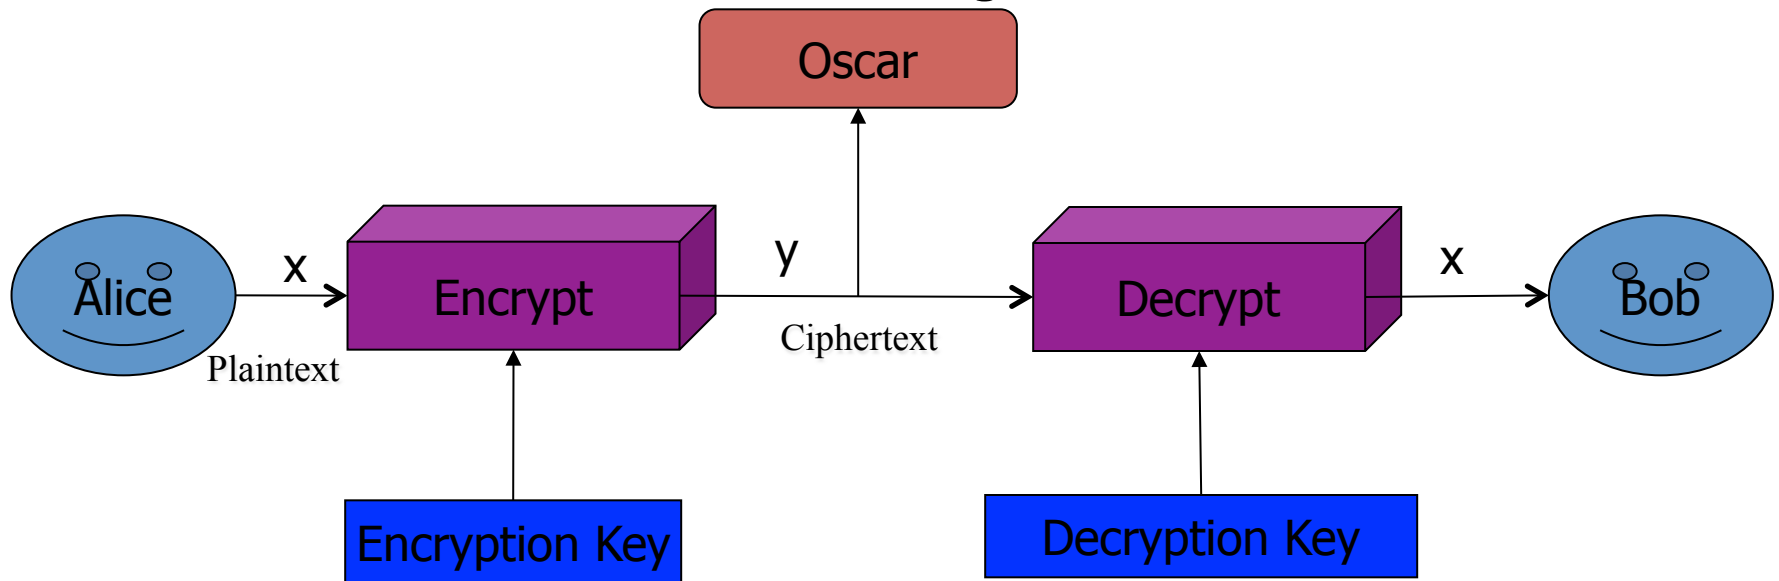 Oscar
x
y
x
Alice
Encrypt
Decrypt
Bob
Plaintext
Ciphertext
Encryption Key
Decryption Key